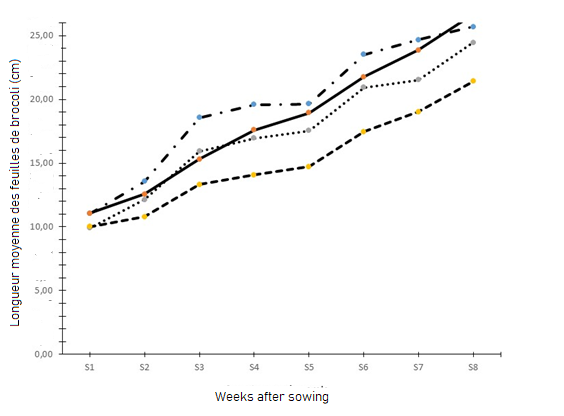 Longueur moyenne des feuilles de brocoli (cm)
25,00
20,00
15,00
10,00
5,00
0,00
S1 S2 S3 S4 S5 S6 S7 S8
Weeks after sowing